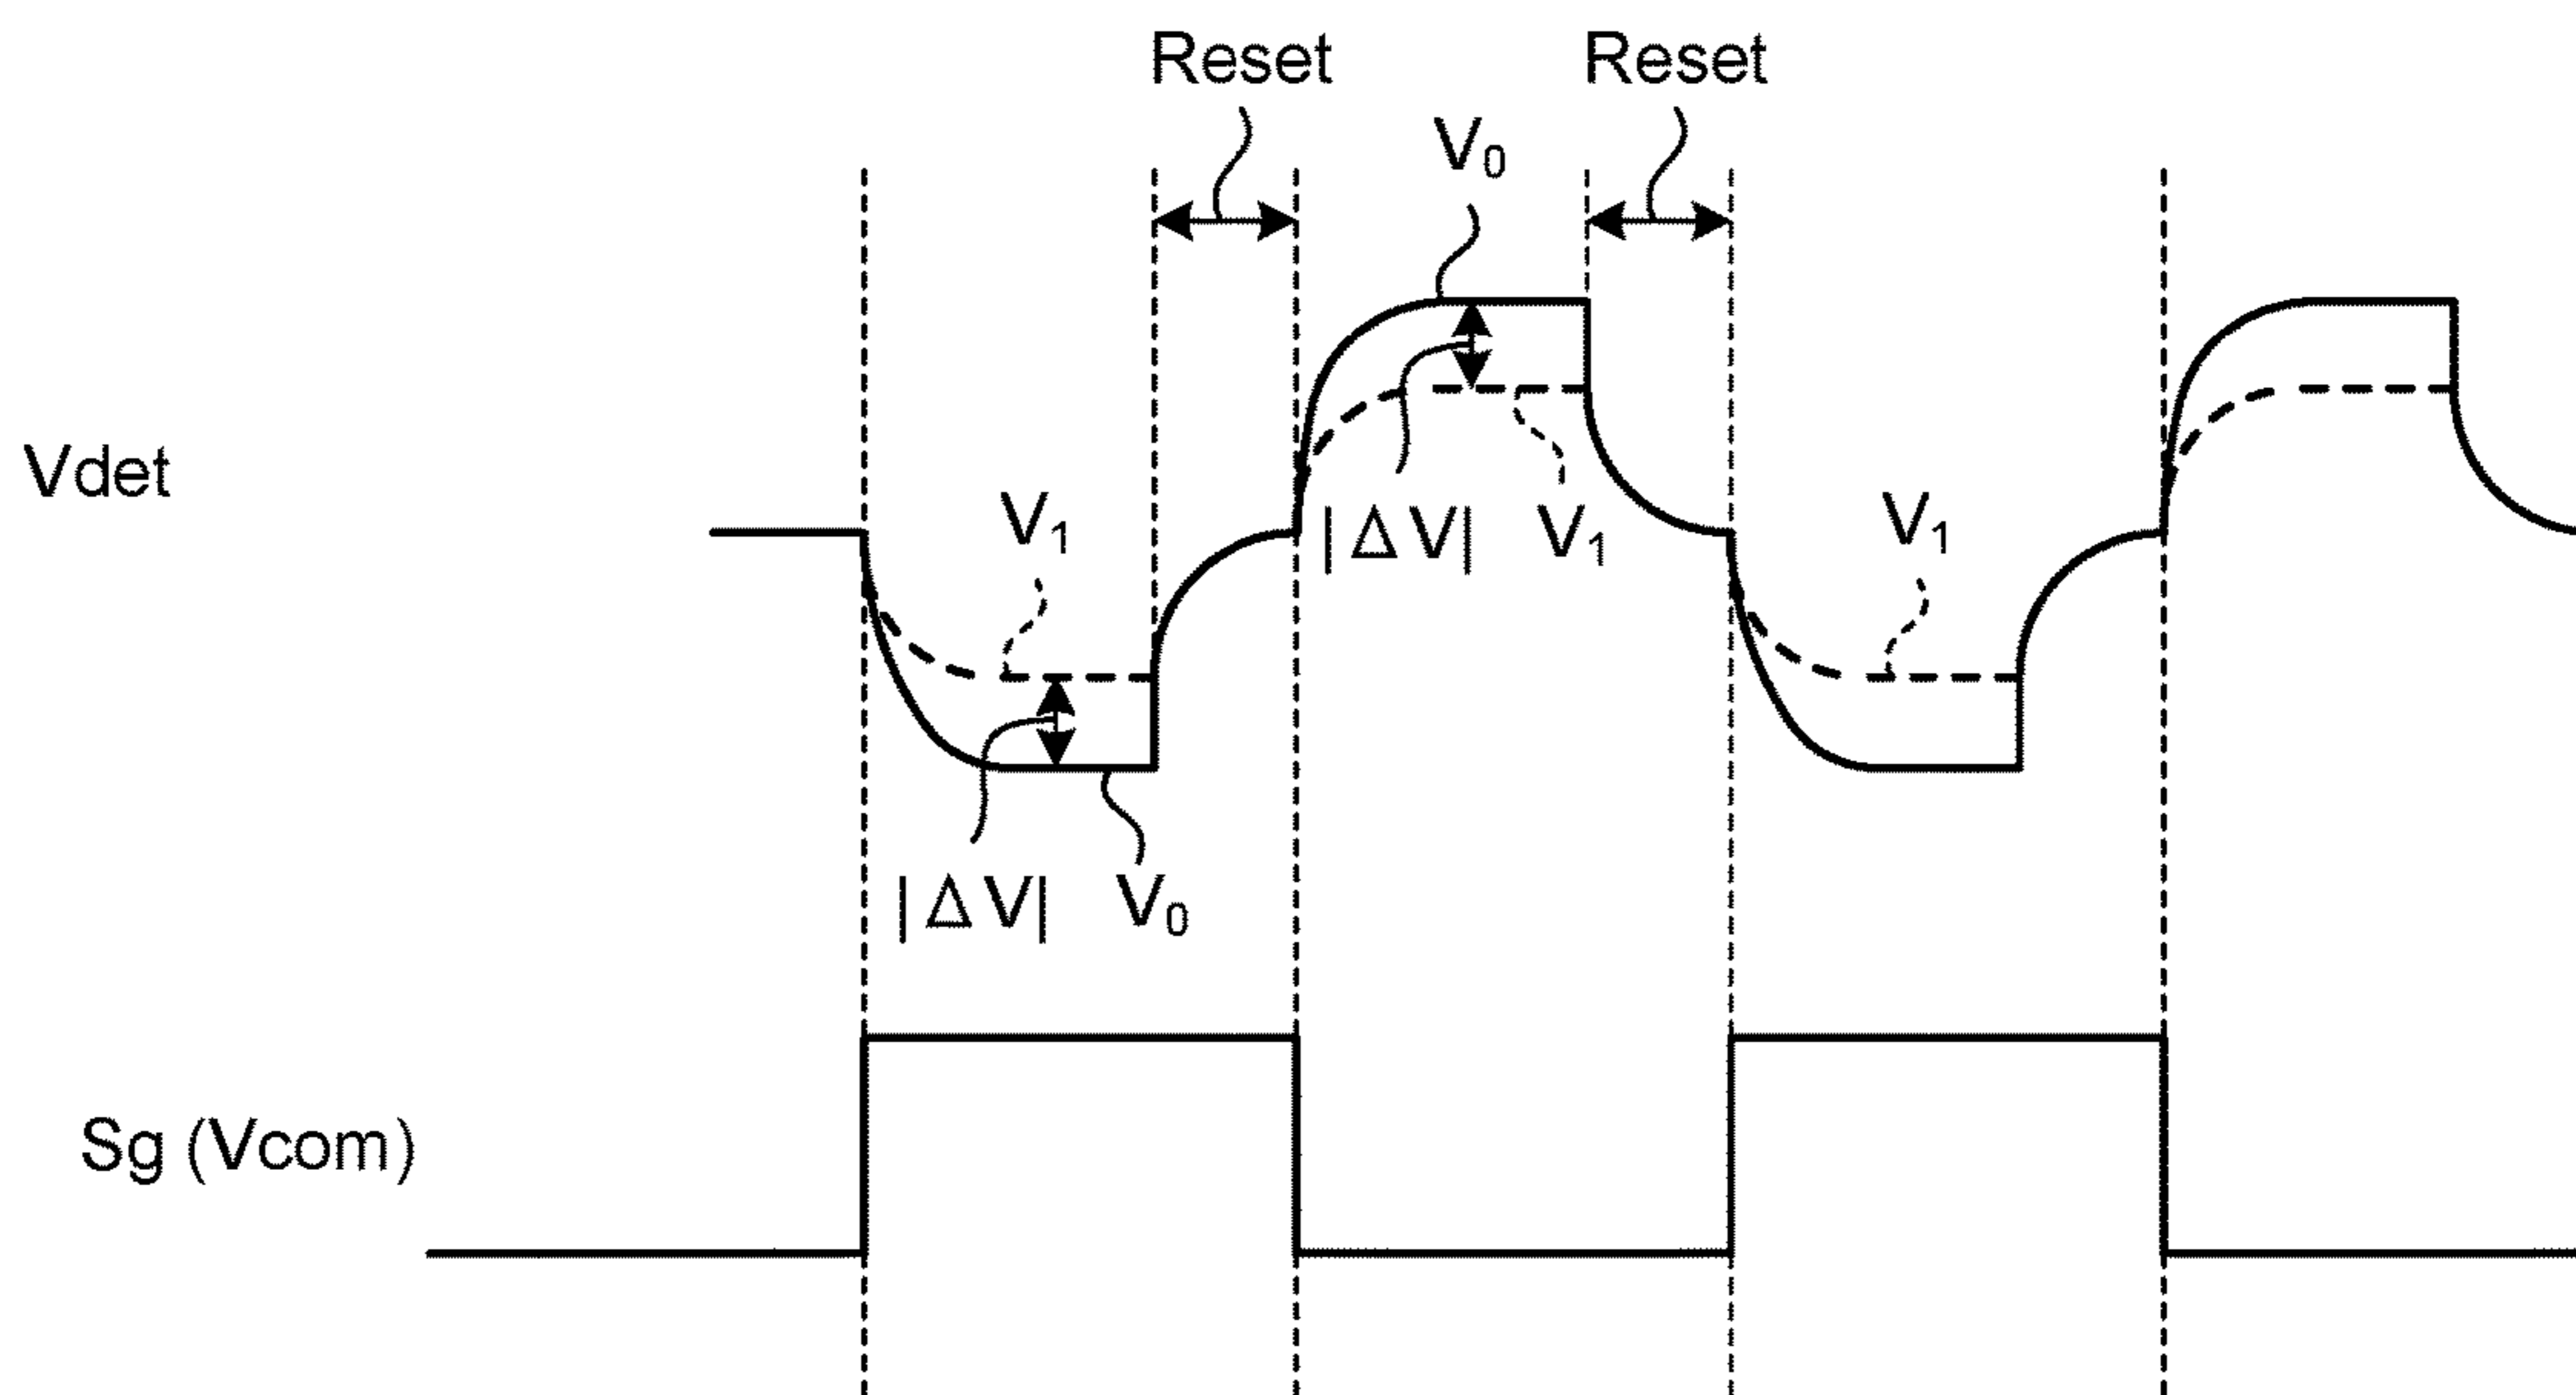 Reset
Reset
V₀
Vdet
V₁
|ΔV|
V₁
V₁
|ΔV|
V₀
Sg (Vcom)